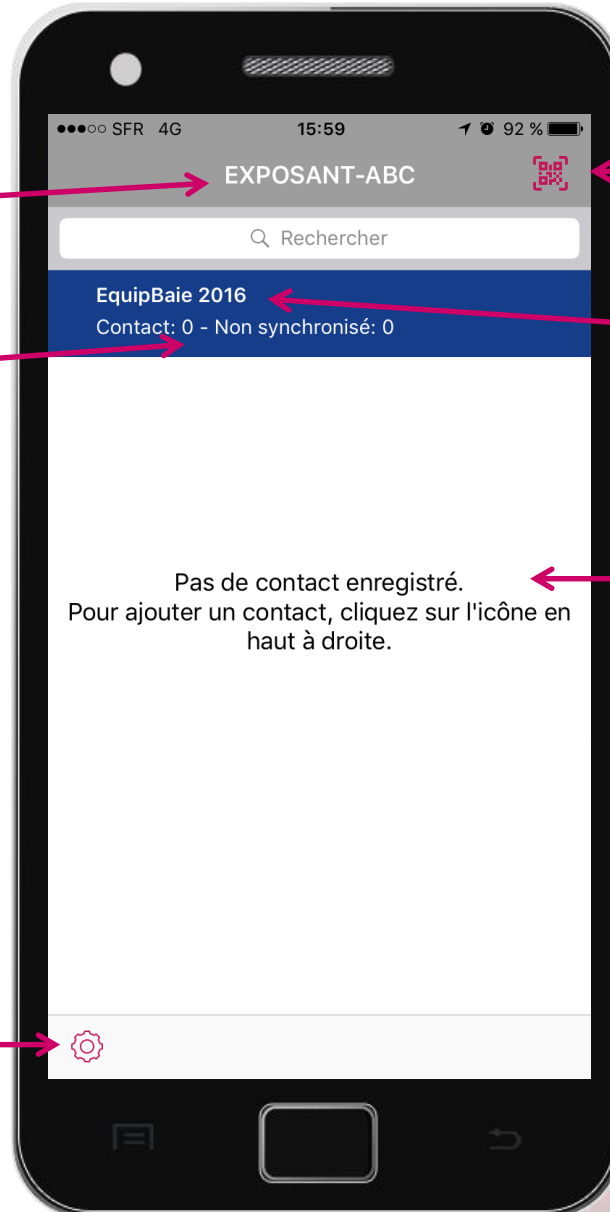 SFR 4G 15:59 92 %
EXPOSANT-ABC
Rechercher
EquipBaie 2016
Contact: 0 - Non synchronisé: 0
Pas de contact enregistré.
Pour ajouter un contact, cliquez sur l'icône en
haut à droite.